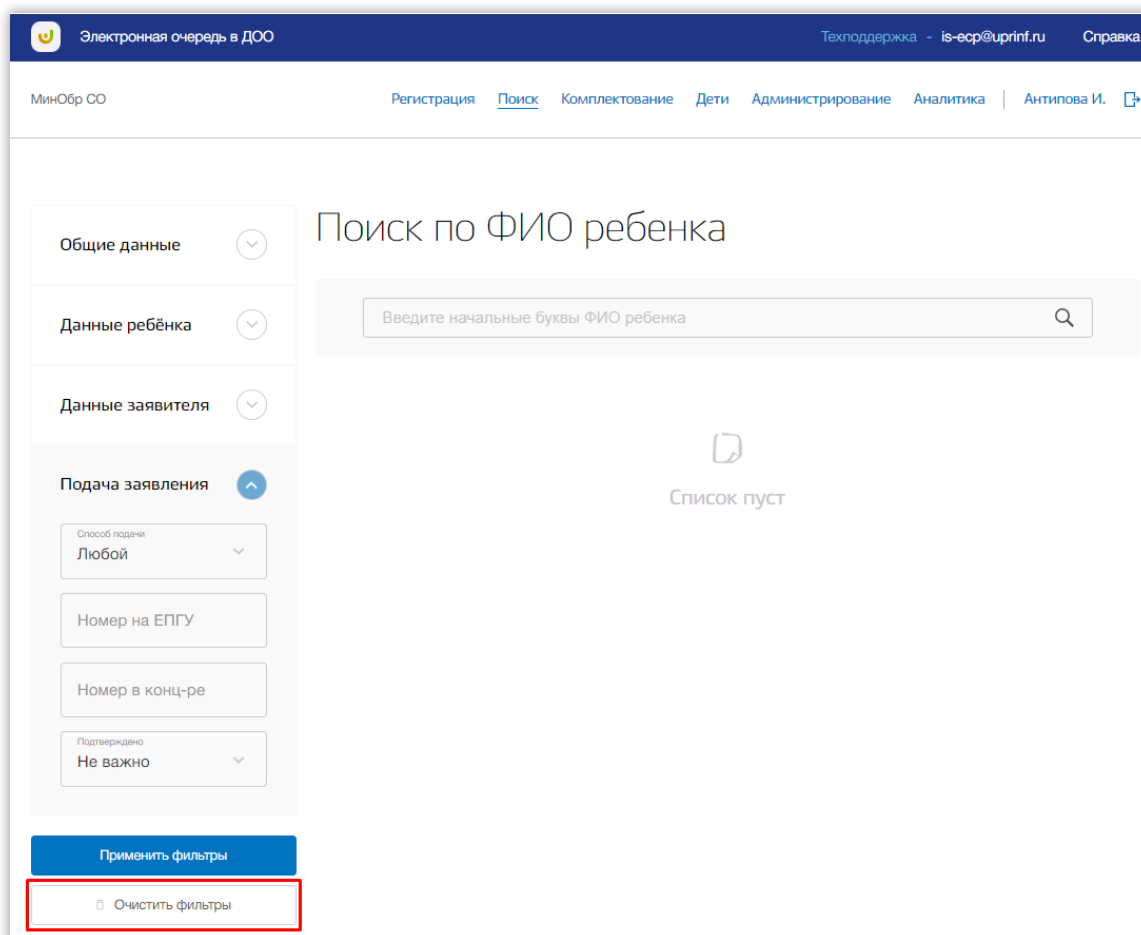 Электронная очередь в ДОО
Техподдержка - is-ecp@uprinf.ru Справка
МинОбр СО
Регистрация Поиск Комплектование Дети Администрирование Аналитика Антипова И.
Общие данные
Данные ребёнка
Данные заявителя
Подача заявления
Способ подачи
Любой
Номер на ЕПГУ
Номер в конц-ре
Подтверждено
Не важно
Применить фильтры
Очистить фильтры
Поиск по ФИО ребенка
Введите начальные буквы ФИО ребенка
Список пуст